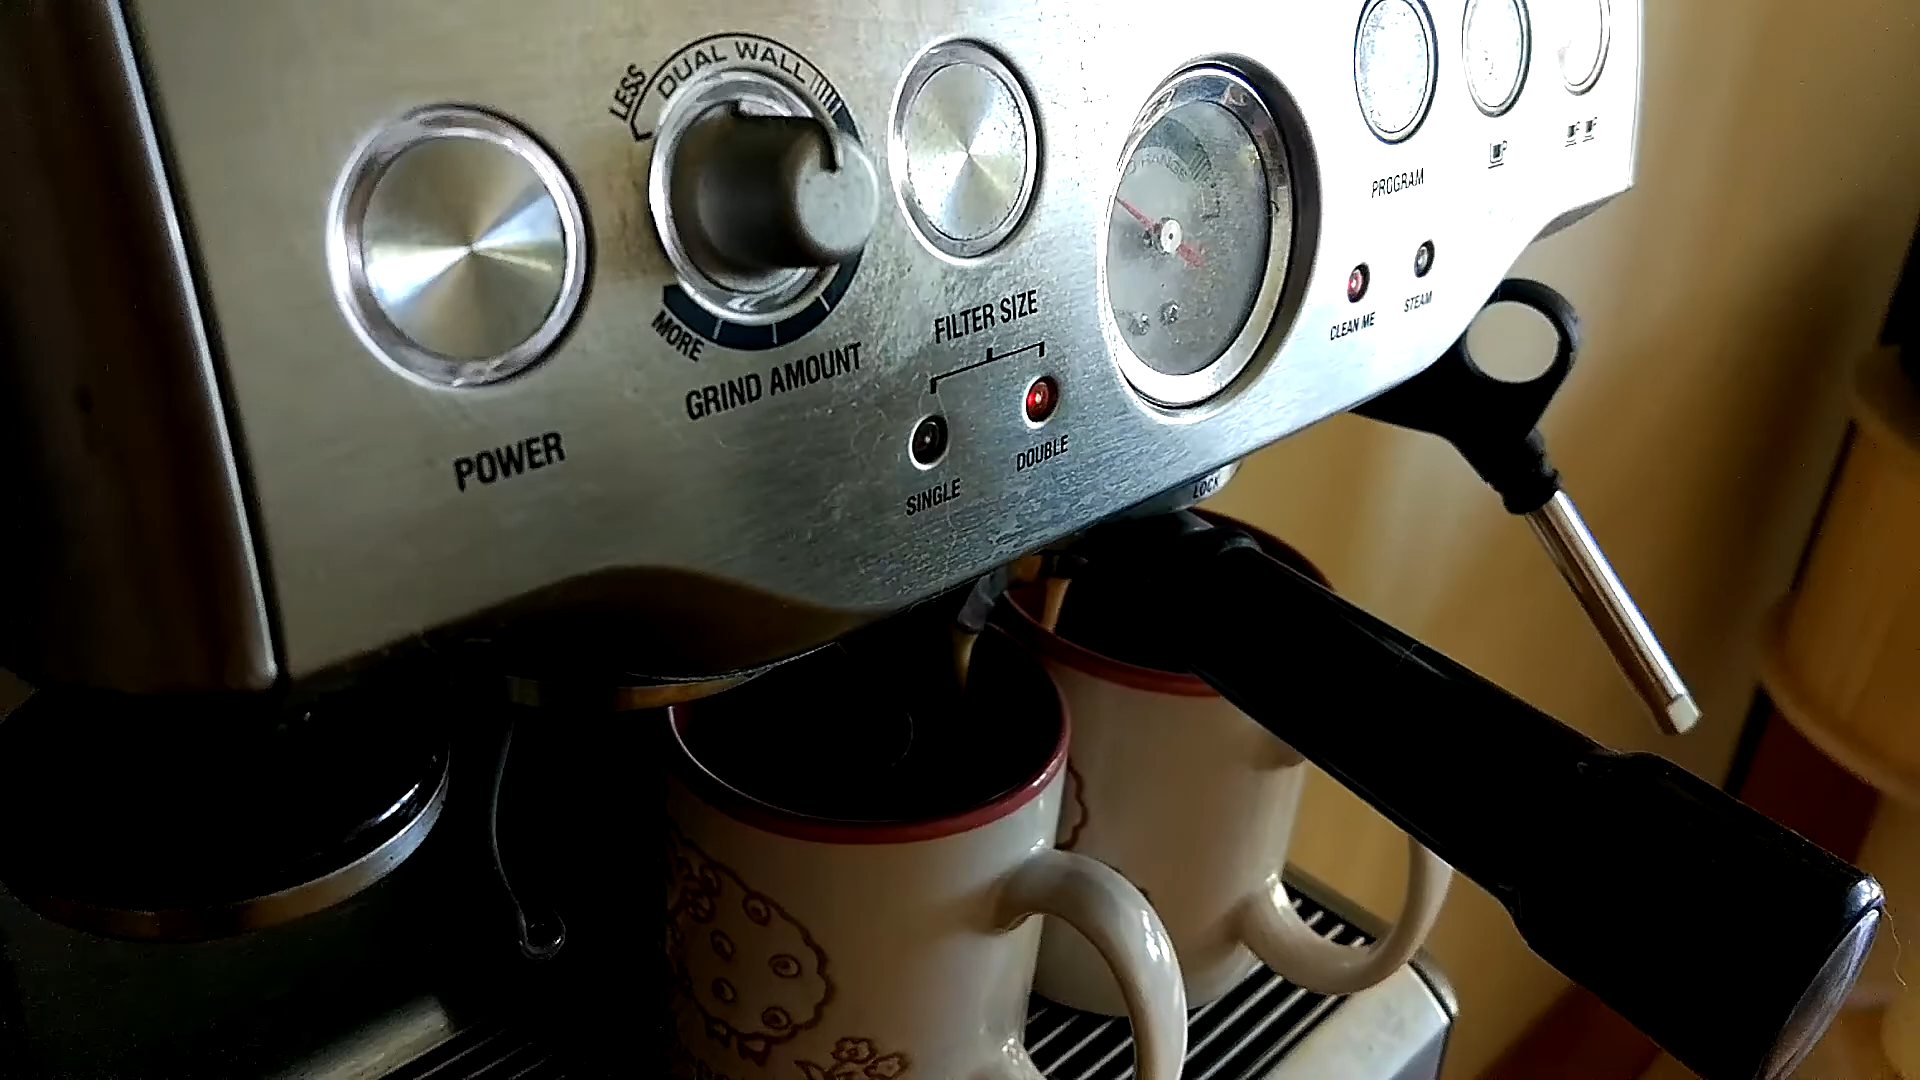 LESS
DUAL WALL
MORE
GRIND AMOUNT
POWER
FILTER SIZE
SINGLE
DOUBLE
PROGRAM
CLEAN ME
STEAM
LOCK